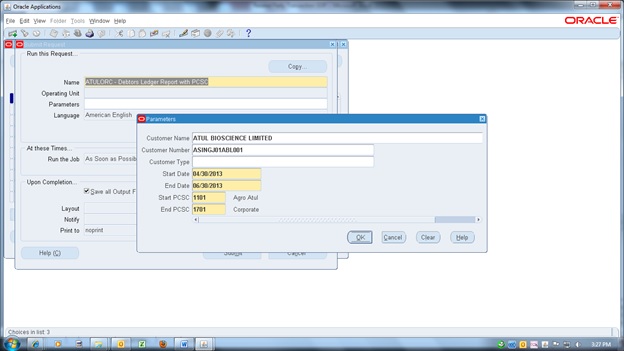 Oracle Applications
File Edit View Folder Tools Window Help
ORACLE
Run this Request...
Copy...
Name ATULORC - Debtors Ledger Report with PCSC
Operating Unit
Parameters
Language American English
Parameters
Customer Name ATUL BIOSCIENCE LIMITED
Customer Number ASINGJ01ABL001
Customer Type
Start Date 04/30/2013
End Date 06/30/2013
Start PCSC 1101 Agro Atul
End PCSC 1701 Corporate
OK Cancel Clear Help
At these Times...
Run the Job As Soon as Possib
Upon Completion...
Save all Output F
Layout
Notify
Print to noprint
Help (C)
Choices in list: 3
3:27 PM